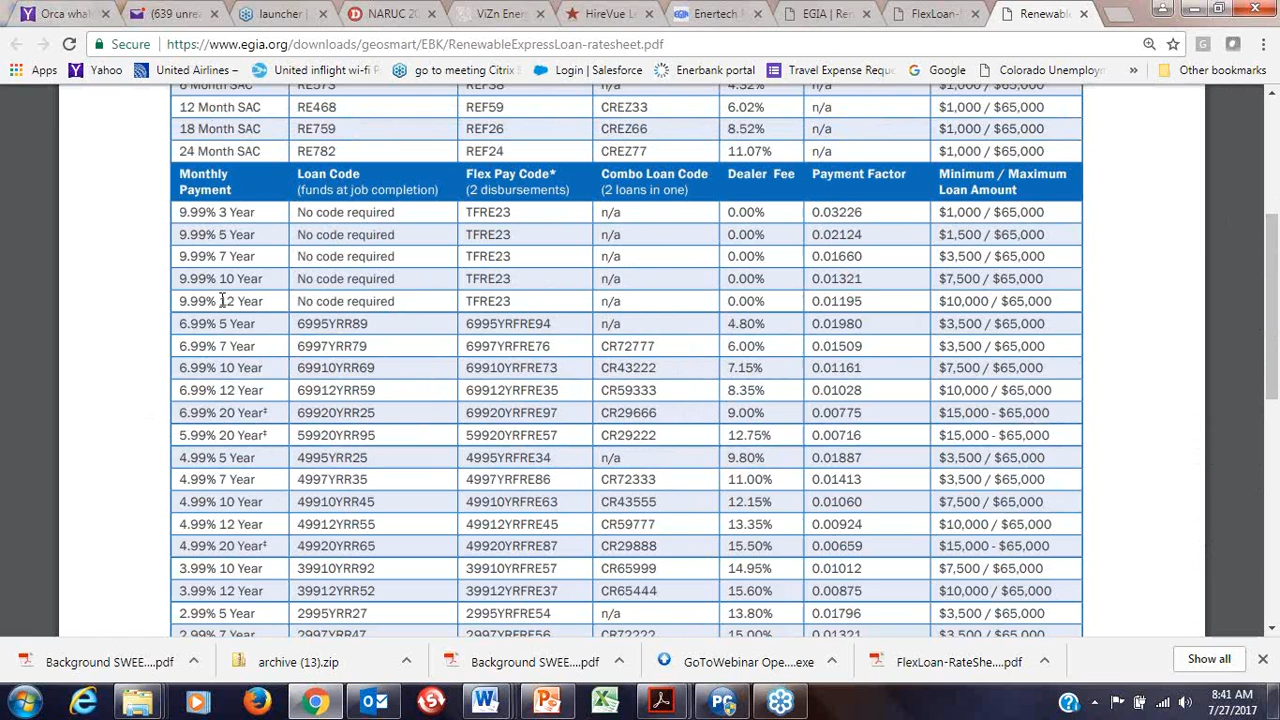 Orca wha
(639 unre
launcher
NARUC 20
ViZn Ener
HireVue L
Enertech
EGIA | Re
FlexLoan-
Renewable
Secure https://www.egia.org/downloads/geosmart/EBK/RenewableExpressLoan-ratesheet.pdf
Apps Yahoo United Airlines – United inflight wi-fi go to meeting Citrix Login | Salesforce Enerbank portal Travel Expense Requ Google Colorado Unemploym » Other bookmarks
6 Month SAC RE573 REF38 n/a 4.52% n/a $1,000 / $65,000
12 Month SAC RE468 REF59 CREZ33 6.02% n/a $1,000 / $65,000
18 Month SAC RE759 REF26 CREZ66 8.52% n/a $1,000 / $65,000
24 Month SAC RE782 REF24 CREZ77 11.07% n/a $1,000 / $65,000
Monthly Loan Code Flex Pay Code* Combo Loan Code Dealer Fee Payment Factor Minimum / Maximum
Payment (funds at job completion) (2 disbursements) (2 loans in one) Loan Amount
9.99% 3 Year No code required TFRE23 n/a 0.00% 0.03226 $1,000 / $65,000
9.99% 5 Year No code required TFRE23 n/a 0.00% 0.02124 $1,500 / $65,000
9.99% 7 Year No code required TFRE23 n/a 0.00% 0.01660 $3,500 / $65,000
9.99% 10 Year No code required TFRE23 n/a 0.00% 0.01321 $7,500 / $65,000
9.99% 12 Year No code required TFRE23 n/a 0.00% 0.01195 $10,000 / $65,000
6.99% 5 Year 6995YRR89 6995YRFRE94 n/a 4.80% 0.01980 $3,500 / $65,000
6.99% 7 Year 6997YRR79 6997YRFRE76 CR72777 6.00% 0.01509 $3,500 / $65,000
6.99% 10 Year 69910YRR69 69910YRFRE73 CR43222 7.15% 0.01161 $7,500 / $65,000
6.99% 12 Year 69912YRR59 69912YRFRE35 CR59333 8.35% 0.01028 $10,000 / $65,000
6.99% 20 Year‡ 69920YRR25 69920YRFRE97 CR29666 9.00% 0.00775 $15,000 - $65,000
5.99% 20 Year‡ 59920YRR95 59920YRFRE57 CR29222 12.75% 0.00716 $15,000 - $65,000
4.99% 5 Year 4995YRR25 4995YRFRE34 n/a 9.80% 0.01887 $3,500 / $65,000
4.99% 7 Year 4997YRR35 4997YRFRE86 CR72333 11.00% 0.01413 $3,500 / $65,000
4.99% 10 Year 49910YRR45 49910YRFRE63 CR43555 12.15% 0.01060 $7,500 / $65,000
4.99% 12 Year 49912YRR55 49912YRFRE45 CR59777 13.35% 0.00924 $10,000 / $65,000
4.99% 20 Year‡ 49920YRR65 49920YRFRE87 CR29888 15.50% 0.00659 $15,000 - $65,000
3.99% 10 Year 39910YRR92 39910YRFRE57 CR65999 14.95% 0.01012 $7,500 / $65,000
3.99% 12 Year 39912YRR52 39912YRFRE37 CR65444 15.60% 0.00875 $10,000 / $65,000
2.99% 5 Year 2995YRR27 2995YRFRE54 n/a 13.80% 0.01796 $3,500 / $65,000
2.99% 7 Year 2997YRR47 2997YRFRE56 CR72222 15.00% 0.01321 $3,500 / $65,000
Background SWEE....pdf archive (13).zip Background SWEE....pdf GoToWebinar Ope....exe FlexLoan-RateShe....pdf Show all
8:41 AM
7/27/2017